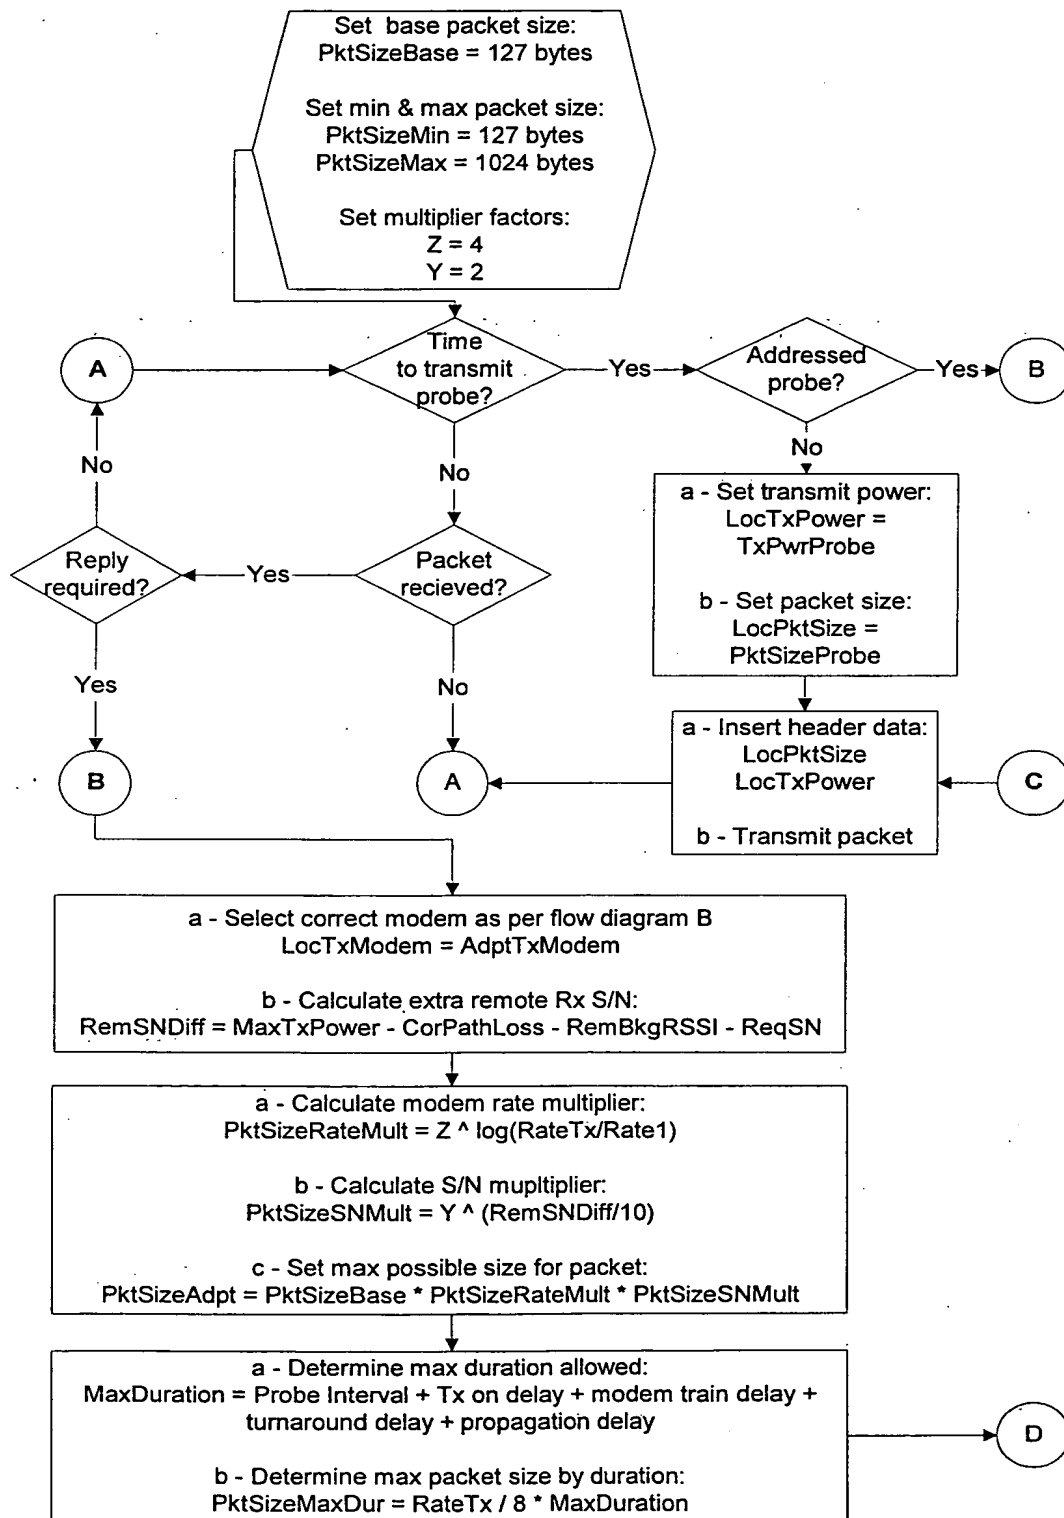 Set base packet size:
PktSizeBase = 127 bytes
Set min & max packet size:
PktSizeMin = 127 bytes
PktSizeMax = 1024 bytes
Set multiplier factors:
Z = 4
Y = 2
A
Time
to transmit
probe?
Yes
Addressed
probe?
Yes
B
No
No
No
a - Set transmit power:
LocTxPower =
TxPwrProbe
b - Set packet size:
LocPktSize =
PktSizeProbe
Reply
required?
Yes
Packet
recieved?
Yes
No
a - Insert header data:
LocPktSize
LocTxPower
b - Transmit packet
B
A
C
a - Select correct modem as per flow diagram B
LocTxModem = AdptTxModem
b - Calculate extra remote Rx S/N:
RemSNDiff = MaxTxPower - CorPathLoss - RemBkgRSSI - ReqSN
a - Calculate modem rate multiplier:
PktSizeRateMult = Z ^ log(RateTx/Rate1)
b - Calculate S/N mupltiplier:
PktSizeSNMult = Y ^ (RemSNDiff/10)
c - Set max possible size for packet:
PktSizeAdpt = PktSizeBase * PktSizeRateMult * PktSizeSNMult
a - Determine max duration allowed:
MaxDuration = Probe Interval + Tx on delay + modem train delay +
turnaround delay + propagation delay
b - Determine max packet size by duration:
PktSizeMaxDur = RateTx / 8 * MaxDuration
D